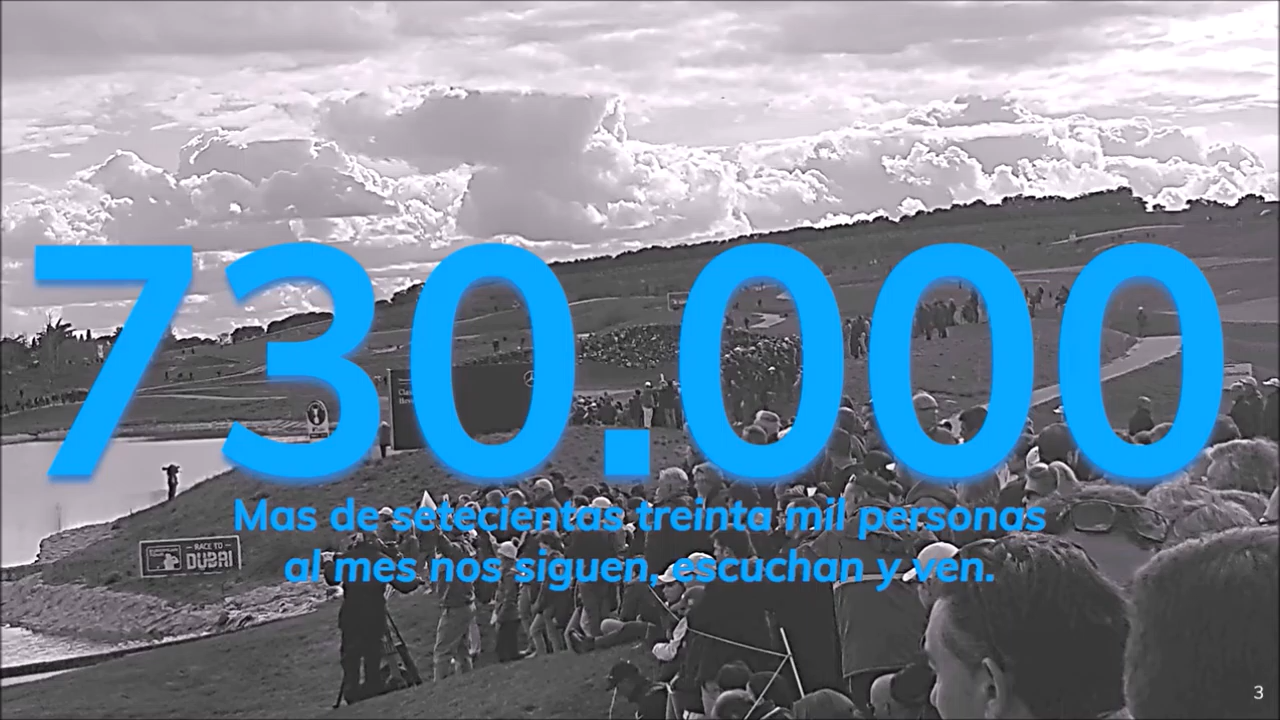 730.000
Mas de setecientas treinta mil personas
al mes nos siguen, escuchan y ven.
RACE TO
DUBAI
3